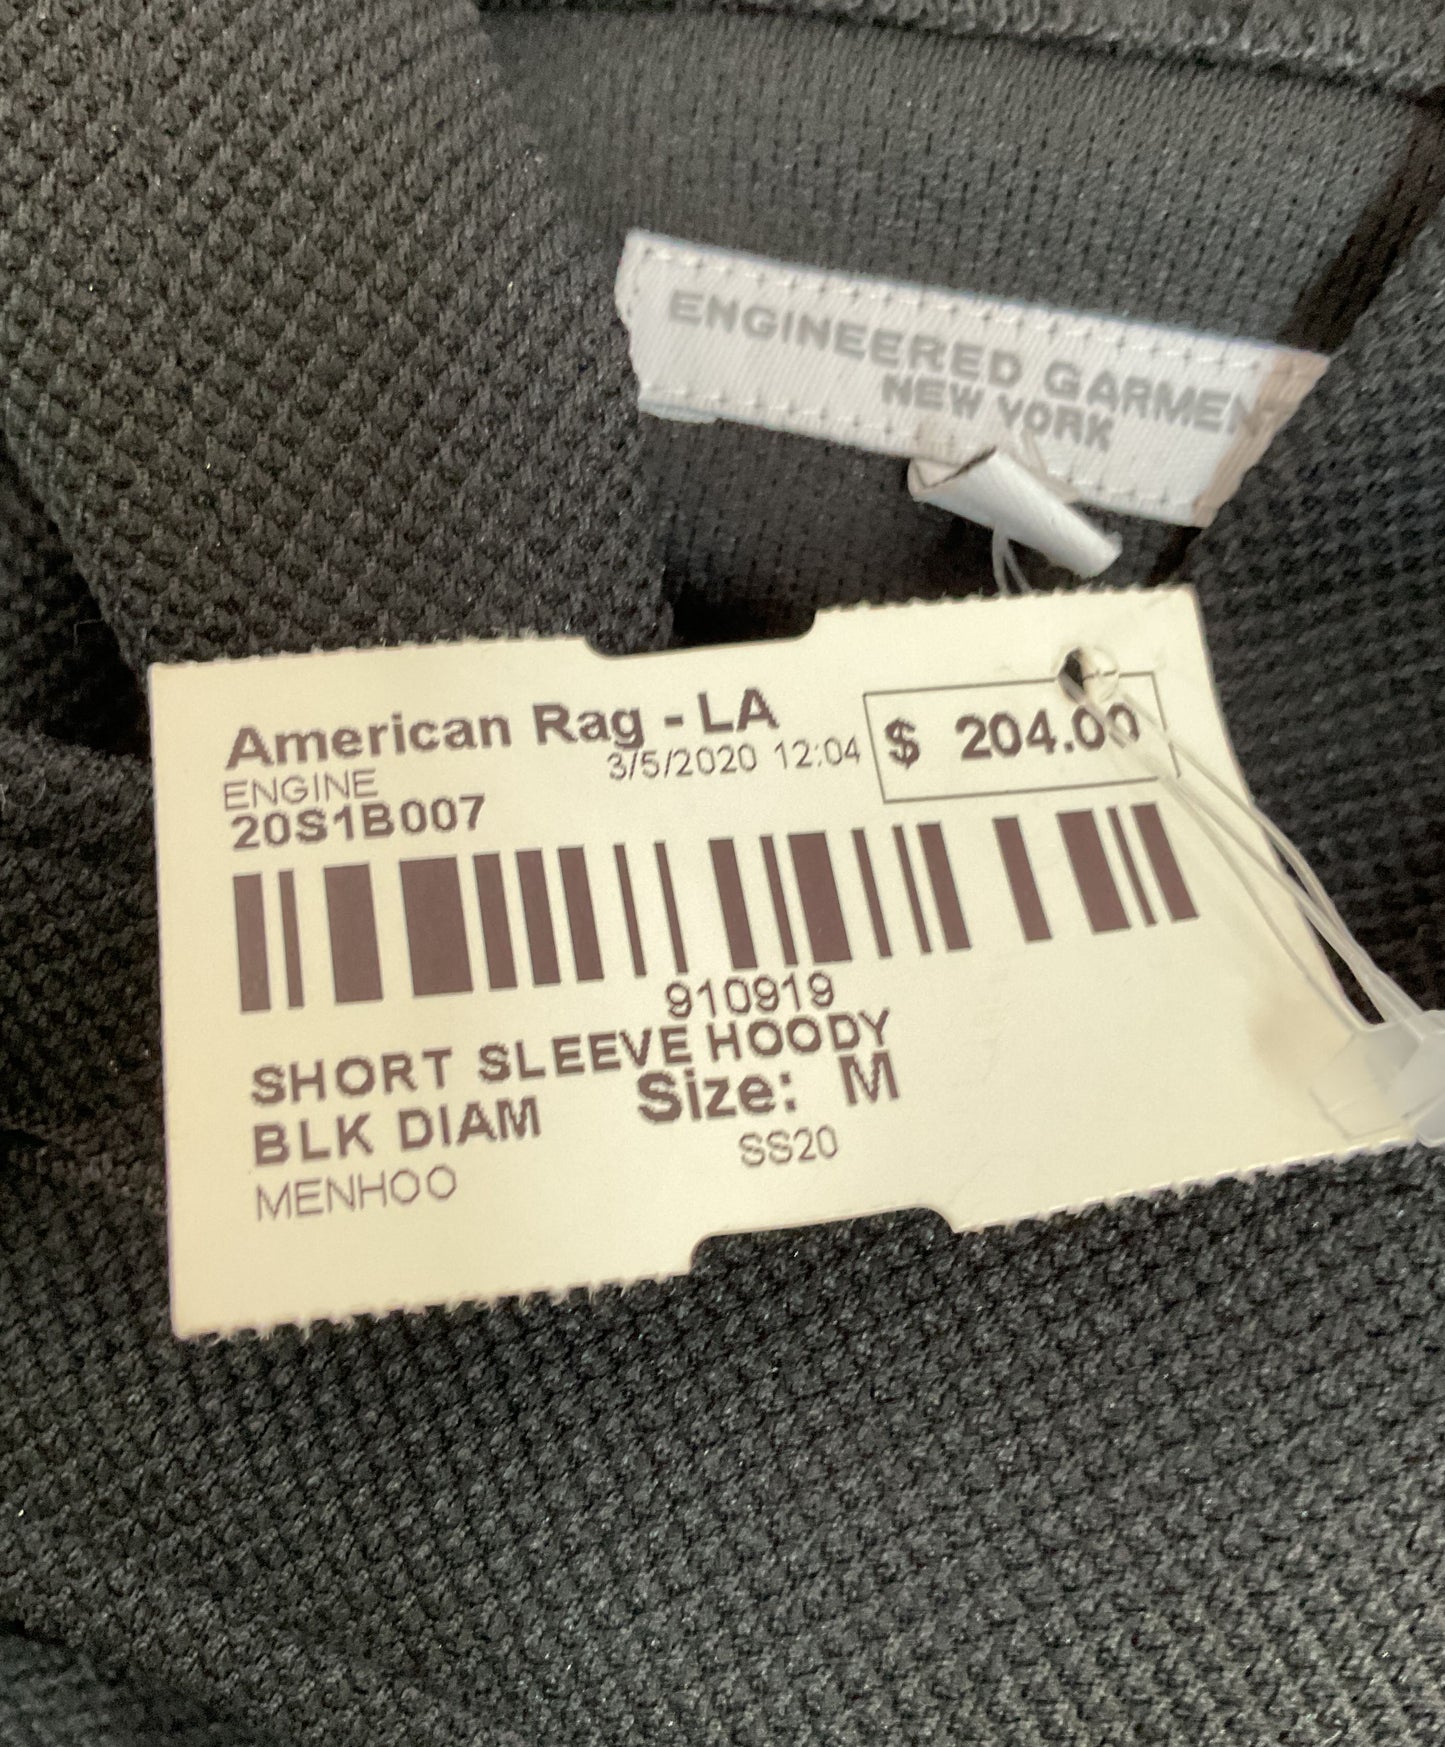 ENGINEERED GARMEN
NEW YORK
American Rag - LA
3/5/2020 12:04
$ 204.00
ENGINE
20S1B007
910919
SHORT SLEEVE HOODY
BLK DIAM
Size: M
MENHOO
SS20